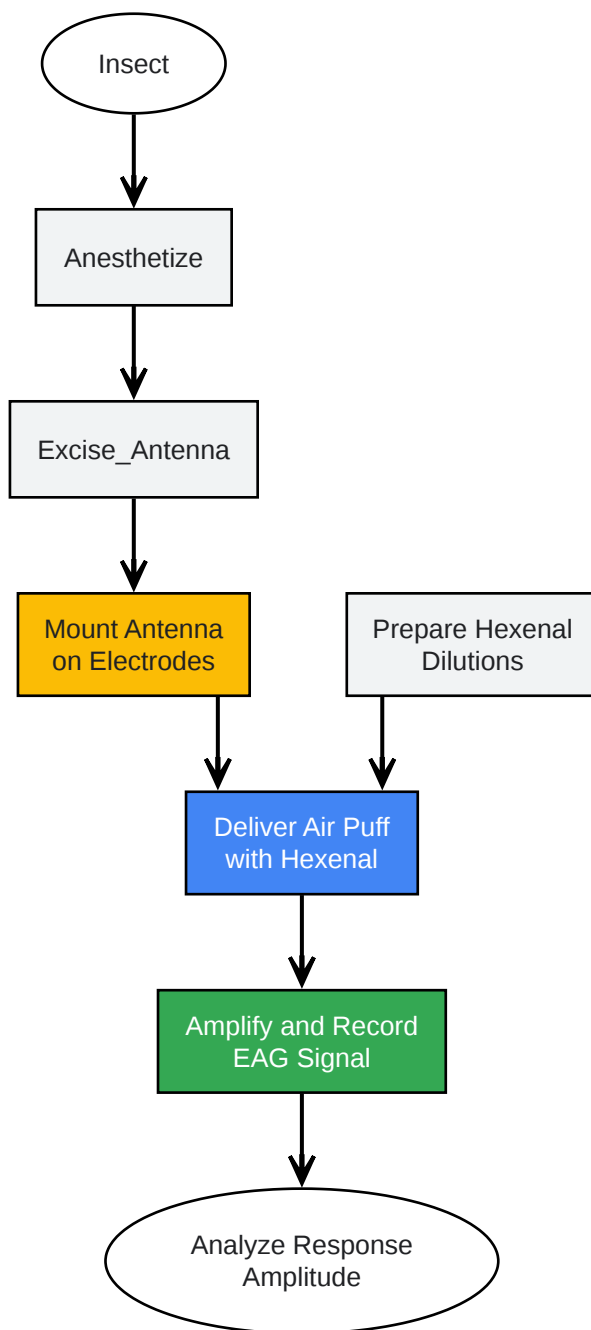 Insect
Anesthetize
Excise_Antenna
Mount Antenna
on Electrodes
Prepare Hexenal
Dilutions
Deliver Air Puff
with Hexenal
Amplify and Record
EAG Signal
Analyze Response
Amplitude